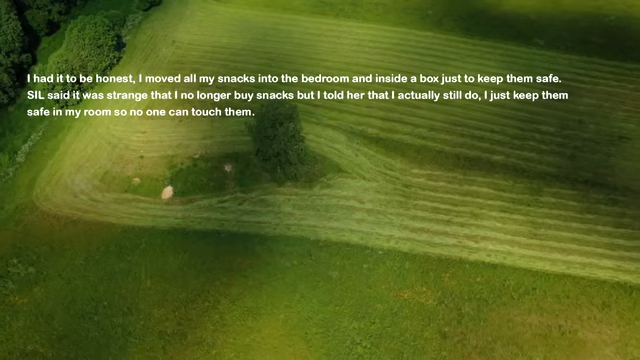 I had it to be honest, I moved all my snacks into the bedroom and inside a box just to keep them safe.
SIL said it was strange that I no longer buy snacks but I told her that I actually still do, I just keep them
safe in my room so no one can touch them.